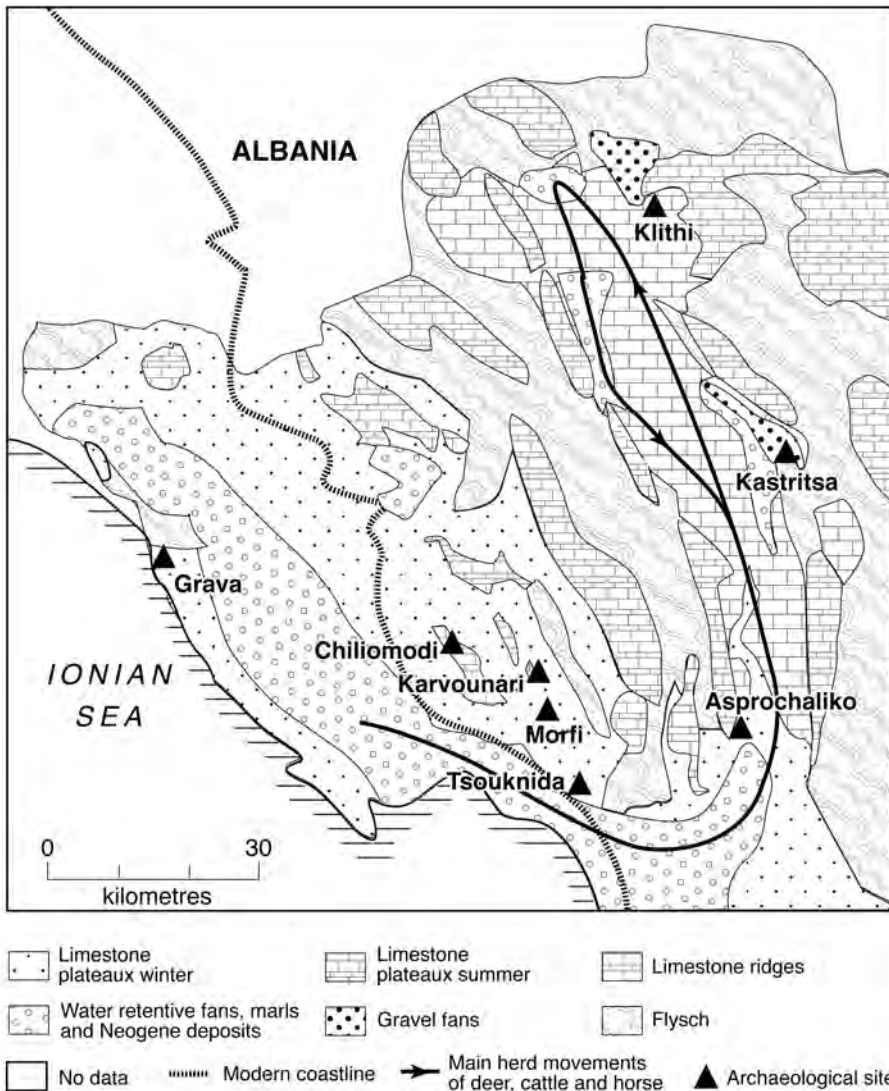 ALBANIA
Klithi
Kastritsa
Grava
Chiliomodi
Karvounari
IONIAN
SEA
Asprochaliko
Morfi
Tsouknida
0 30
kilometres
Limestone
plateaux winter
Limestone
plateaux summer
Limestone ridges
Water retentive fans, marls
and Neogene deposits
Gravel fans
Flysch
No data
Modern coastline
Main herd movements
of deer, cattle and horse
Archaeological site